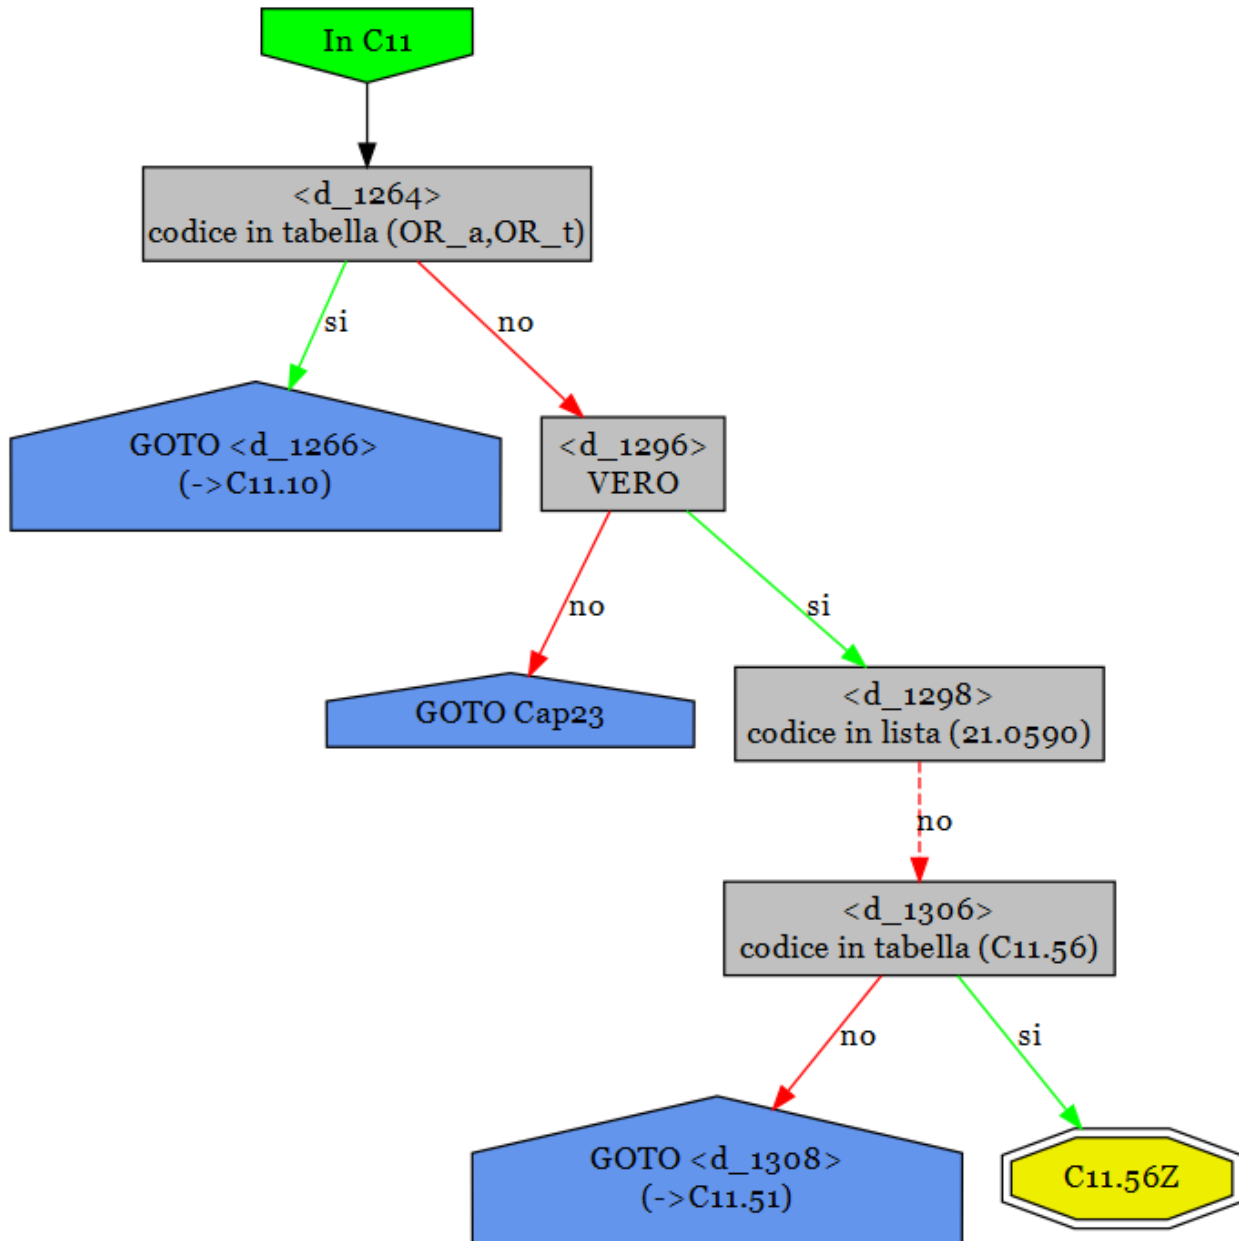 In C11
<d_1264>
codice in tabella (OR_a,OR_t)
si
no
GOTO <d_1266>
(->C11.10)
<d_1296>
VERO
no
si
GOTO Cap23
<d_1298>
codice in lista (21.0590)
no
<d_1306>
codice in tabella (C11.56)
no
si
GOTO <d_1308>
(->C11.51)
C11.56Z